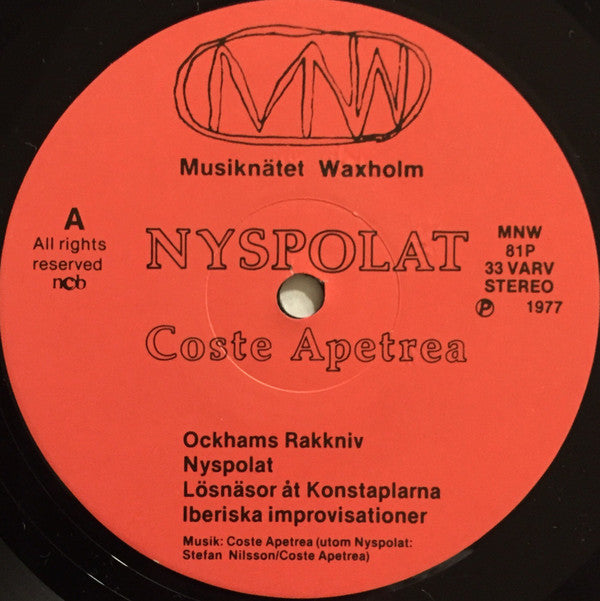 MNW
Musiknätet Waxholm
A
All rights
reserved
ncb
NYSPOLAT
Coste Apetrea
MNW
81P
33 VARV
STEREO
℗ 1977
Ockhams Rakkniv
Nyspolat
Lösnäsor åt Konstaplarna
Iberiska improvisationer
Musik: Coste Apetrea (utom Nyspolat:
Stefan Nilsson/Coste Apetrea)